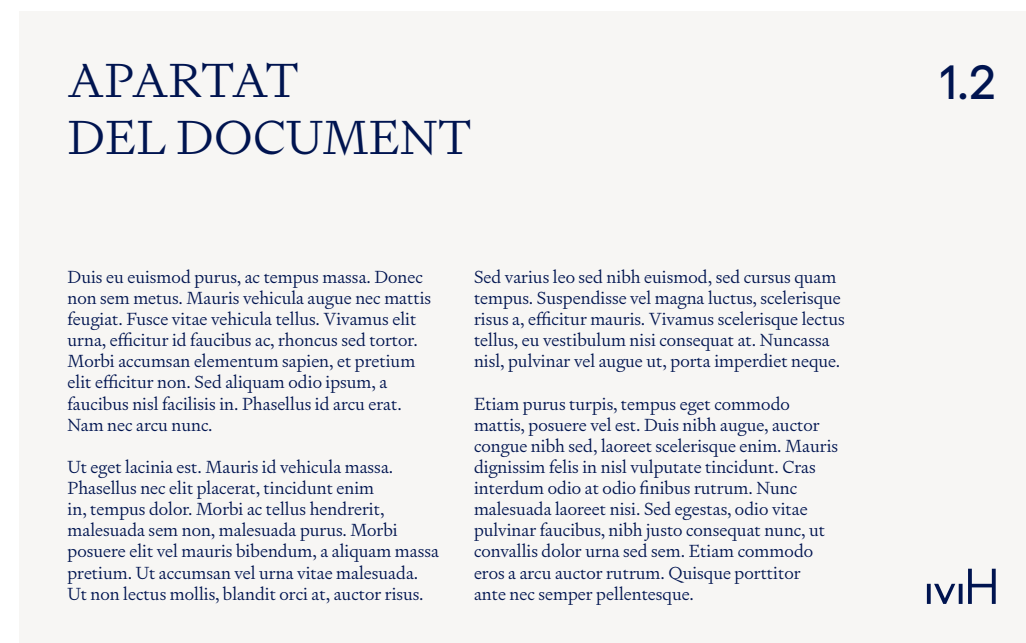 APARTAT
DEL DOCUMENT
1.2
Duis eu euismod purus, ac tempus massa. Donec
non sem metus. Mauris vehicula augue nec mattis
feugiat. Fusce vitae vehicula tellus. Vivamus elit
urna, efficitur id faucibus ac, rhoncus sed tortor.
Morbi accumsan elementum sapien, et pretium
elit efficitur non. Sed aliquam odio ipsum, a
faucibus nisl facilisis in. Phasellus id arcu erat.
Nam nec arcu nunc.
Ut eget lacinia est. Mauris id vehicula massa.
Phasellus nec elit placerat, tincidunt enim
in, tempus dolor. Morbi ac tellus hendrerit,
malesuada sem non, malesuada purus. Morbi
posuere elit vel mauris bibendum, a aliquam massa
pretium. Ut accumsan vel urna vitae malesuada.
Ut non lectus mollis, blandit orci at, auctor risus.
Sed varius leo sed nibh euismod, sed cursus quam
tempus. Suspendisse vel magna luctus, scelerisque
risus a, efficitur mauris. Vivamus scelerisque lectus
tellus, eu vestibulum nisi consequat at. Nuncassa
nisl, pulvinar vel augue ut, porta imperdiet neque.
Etiam purus turpis, tempus eget commodo
mattis, posuere vel est. Duis nibh augue, auctor
congue nibh sed, laoreet scelerisque enim. Mauris
dignissim felis in nisl vulputate tincidunt. Cras
interdum odio at odio finibus rutrum. Nunc
malesuada laoreet nisi. Sed egestas, odio vitae
pulvinar faucibus, nibh justo consequat nunc, ut
convallis dolor urna sed sem. Etiam commodo
eros a arcu auctor rutrum. Quisque porttitor
ante nec semper pellentesque.
IVIH